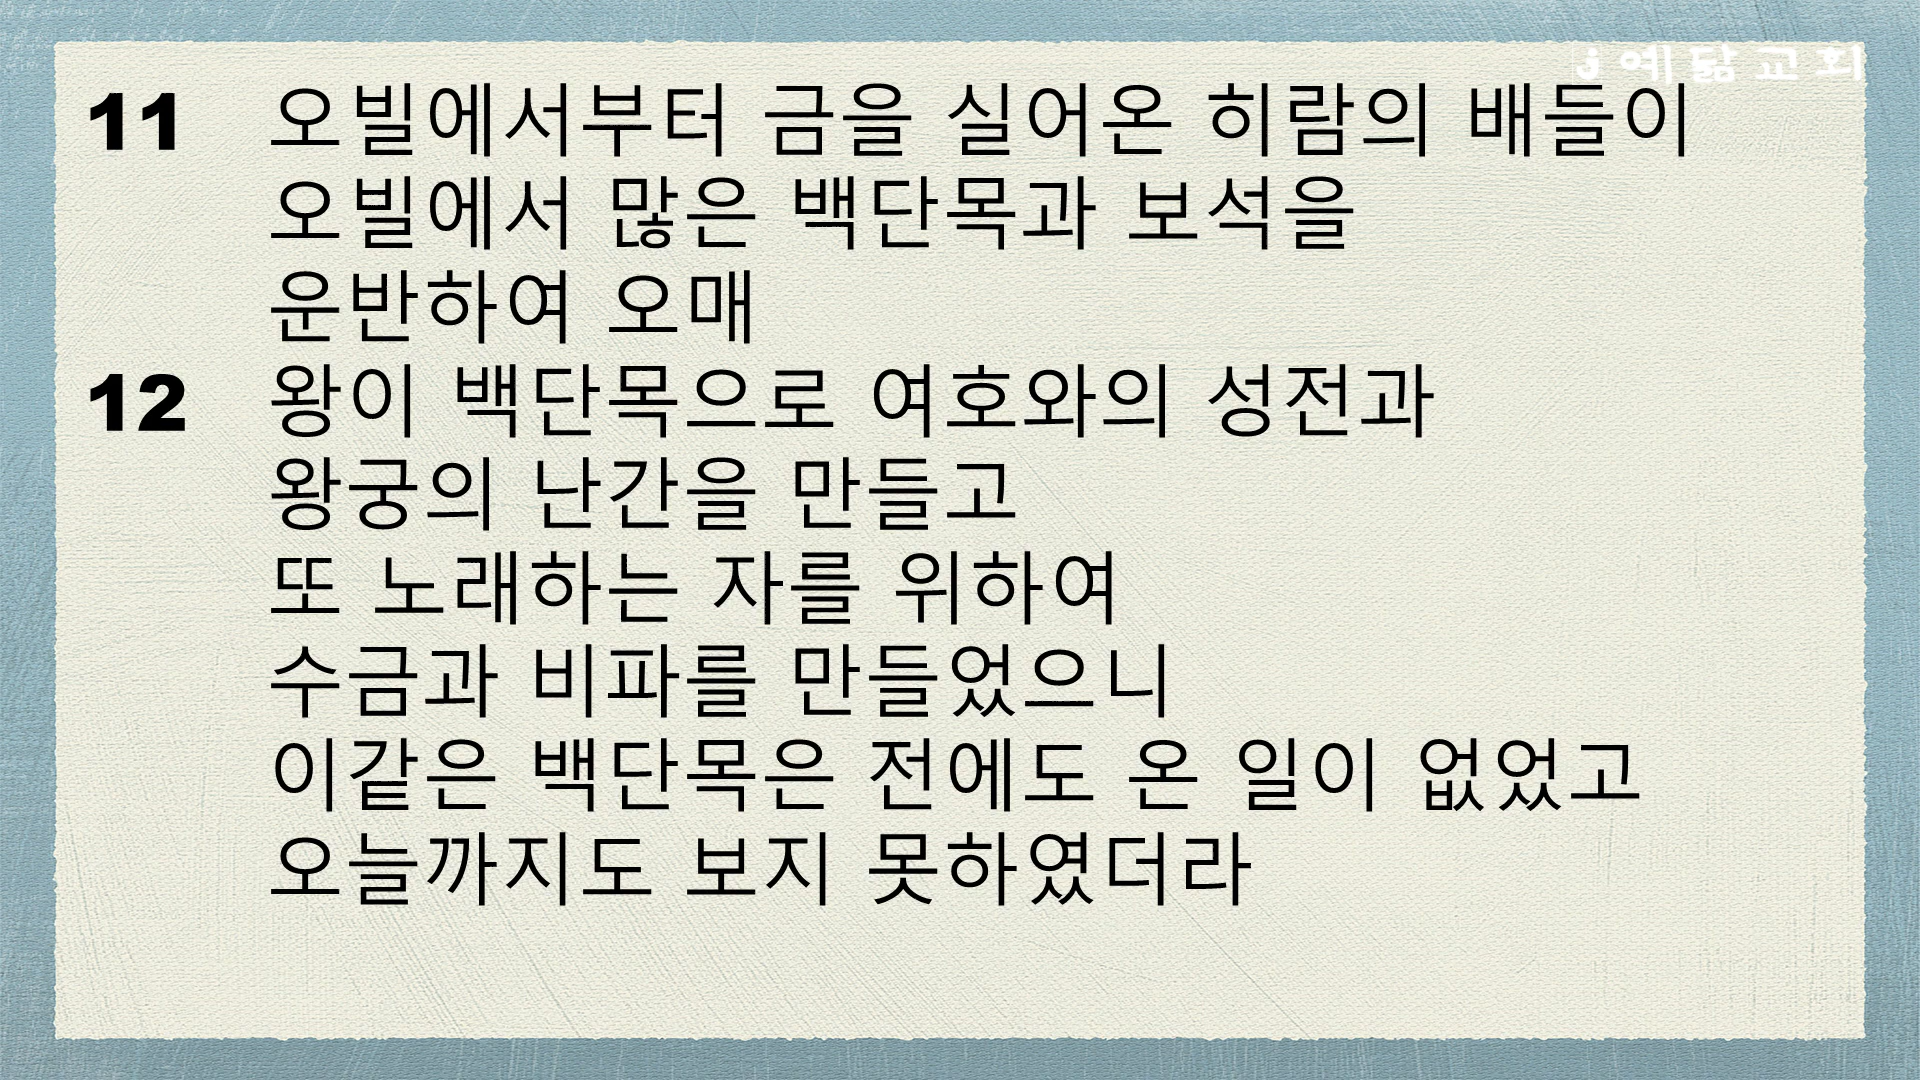 j 예닮교회
11 오빌에서부터 금을 실어온 히람의 배들이
오빌에서 많은 백단목과 보석을
운반하여 오매
12 왕이 백단목으로 여호와의 성전과
왕궁의 난간을 만들고
또 노래하는 자를 위하여
수금과 비파를 만들었으니
이같은 백단목은 전에도 온 일이 없었고
오늘까지도 보지 못하였더라